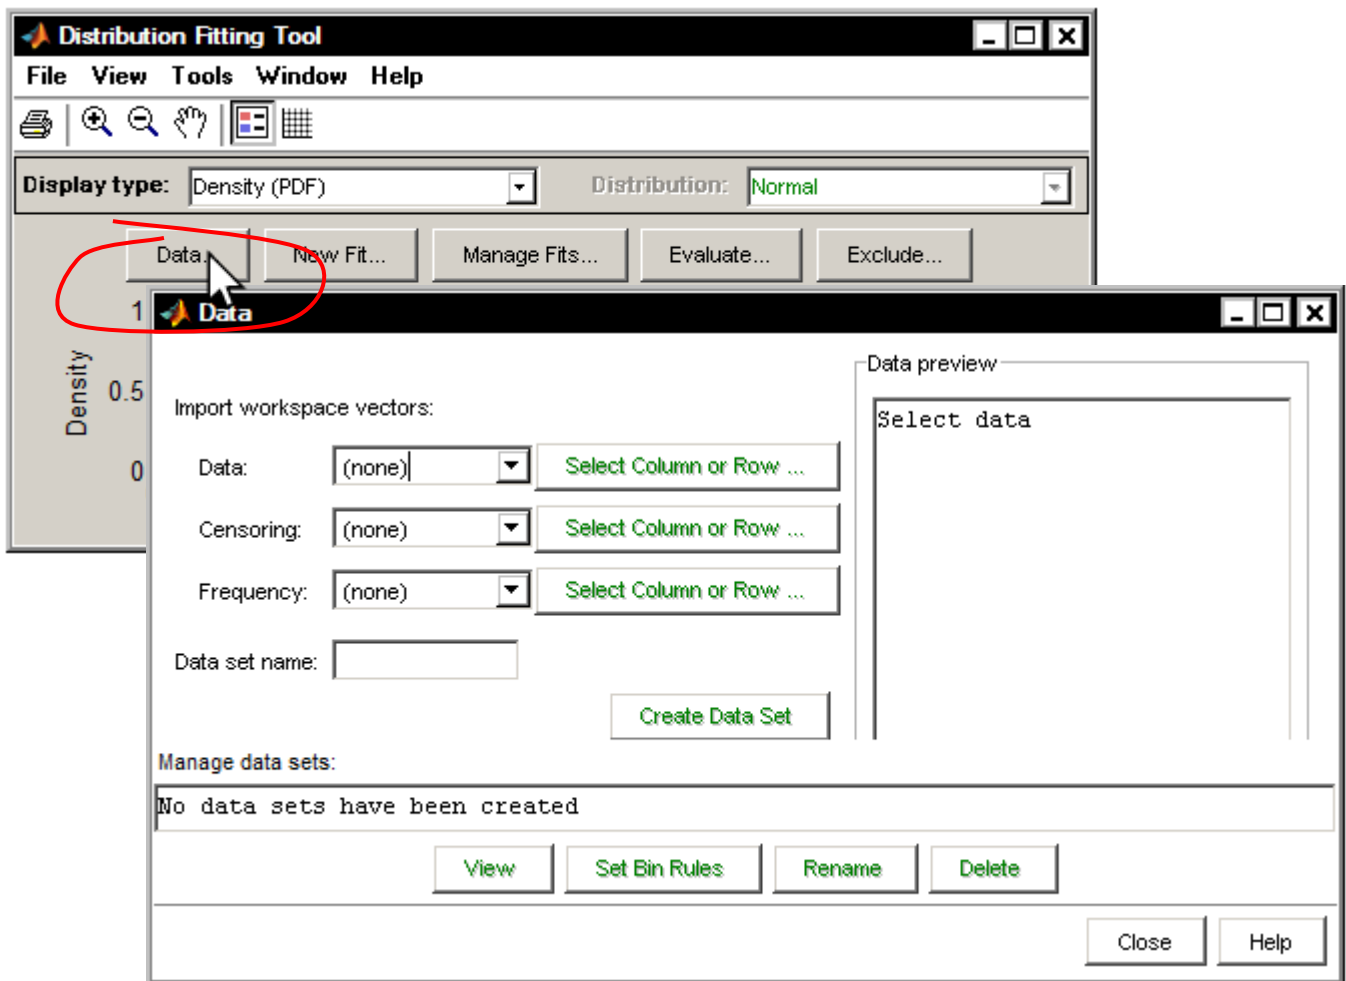 Distribution Fitting Tool
File View Tools Window Help
Display type: Density (PDF) Distribution: Normal
Data... New Fit... Manage Fits... Evaluate... Exclude...
1
Density
0.5
0
Data
Data preview
Select data
Import workspace vectors:
Data: (none) Select Column or Row ...
Censoring: (none) Select Column or Row ...
Frequency: (none) Select Column or Row ...
Data set name:
Create Data Set
Manage data sets:
No data sets have been created
View Set Bin Rules Rename Delete
Close Help